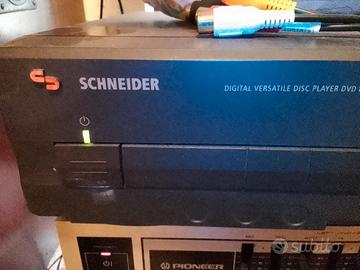 SCHNEIDER
DIGITAL VERSATILE DISC PLAYER DVD
PIONEER
subito